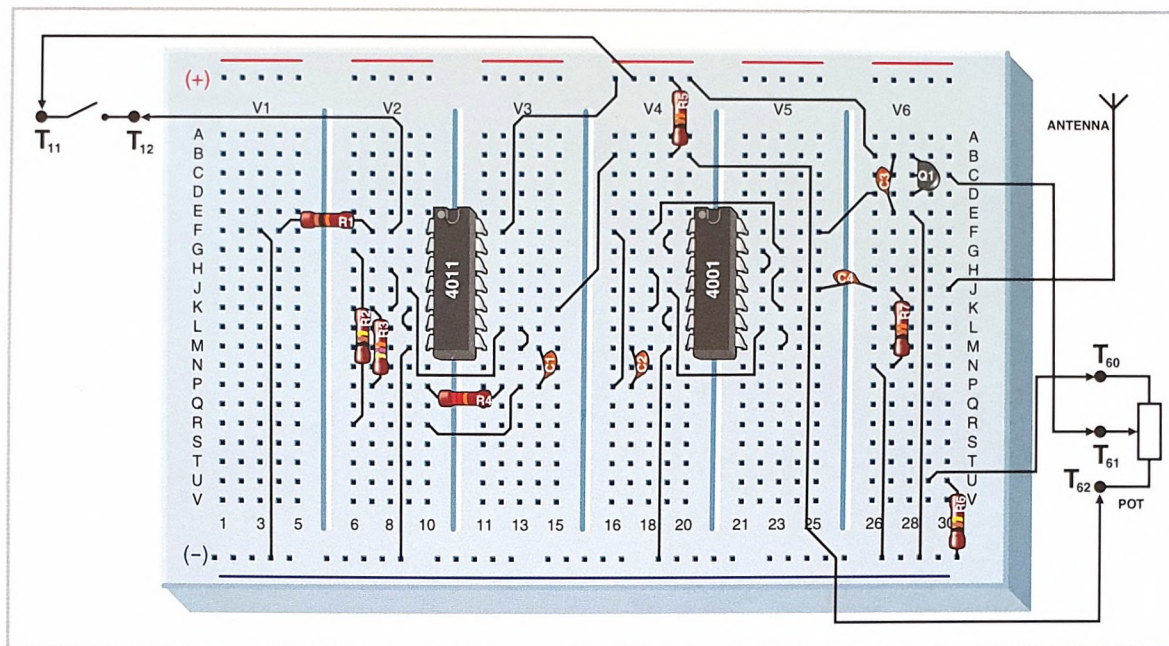 (+)
V1 V2 V3 V4 V5 V6
T11 T12
ANTENNA
A A
B B
C C
D D
E E
F F
G G
H H
J J
K K
L L
M M
N N
P P
Q Q
R R
S S
T T
U U
V V
R5
C3
Q1
R1
4011
4001
C4
R2
R3
R7
C1
C2
R4
T60
T61
T62
POT
R6
1 3 5 6 8 10 11 13 15 16 18 20 21 23 25 26 28 30
(−)